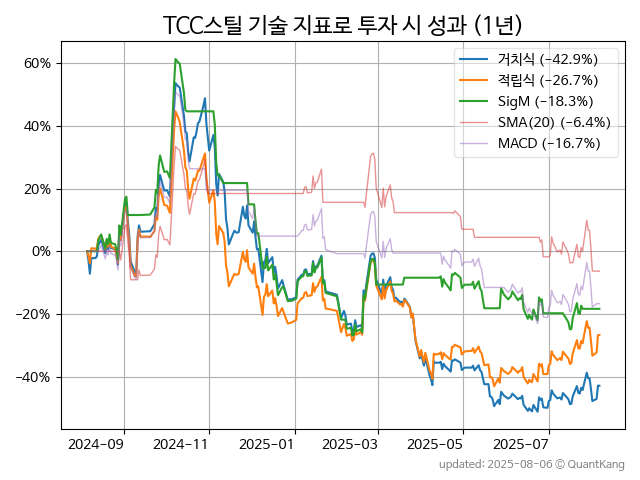 TCC스틸 기술 지표로 투자 시 성과 (1년)
60%
40%
20%
0%
−20%
−40%
거치식 (−42.9%)
적립식 (−26.7%)
SigM (−18.3%)
SMA(20) (−6.4%)
MACD (−16.7%)
2024-09 2024-11 2025-01 2025-03 2025-05 2025-07
updated: 2025-08-06 © QuantKang